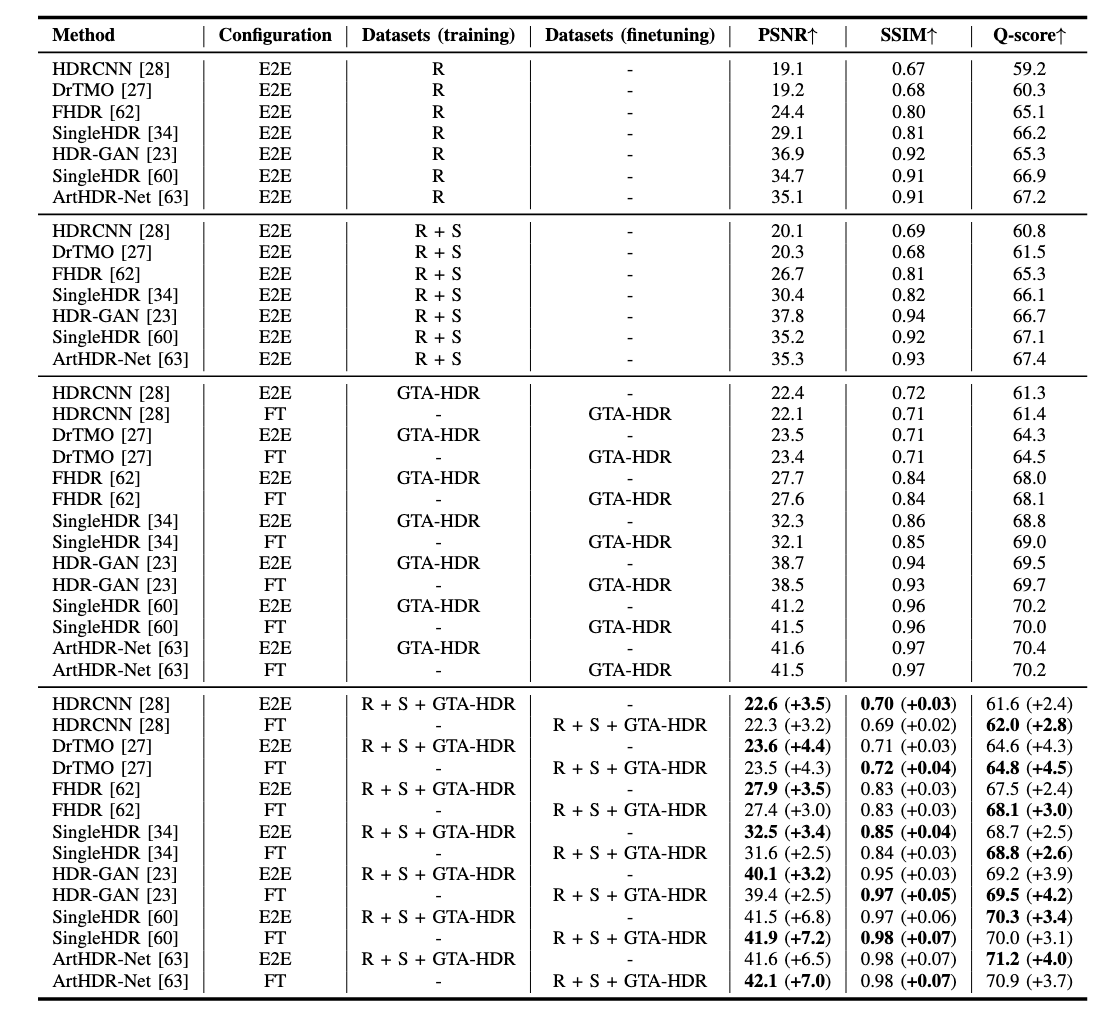 Method Configuration Datasets (training) Datasets (finetuning) PSNR↑ SSIM↑ Q-score↑
HDRCNN [28] E2E R - 19.1 0.67 59.2
DrTMO [27] E2E R - 19.2 0.68 60.3
FHDR [62] E2E R - 24.4 0.80 65.1
SingleHDR [34] E2E R - 29.1 0.81 66.2
HDR-GAN [23] E2E R - 36.9 0.92 65.3
SingleHDR [60] E2E R - 34.7 0.91 66.9
ArtHDR-Net [63] E2E R - 35.1 0.91 67.2
HDRCNN [28] E2E R + S - 20.1 0.69 60.8
DrTMO [27] E2E R + S - 20.3 0.68 61.5
FHDR [62] E2E R + S - 26.7 0.81 65.3
SingleHDR [34] E2E R + S - 30.4 0.82 66.1
HDR-GAN [23] E2E R + S - 37.8 0.94 66.7
SingleHDR [60] E2E R + S - 35.2 0.92 67.1
ArtHDR-Net [63] E2E R + S - 35.3 0.93 67.4
HDRCNN [28] E2E GTA-HDR - 22.4 0.72 61.3
HDRCNN [28] FT - GTA-HDR 22.1 0.71 61.4
DrTMO [27] E2E GTA-HDR - 23.5 0.71 64.3
DrTMO [27] FT - GTA-HDR 23.4 0.71 64.5
FHDR [62] E2E GTA-HDR - 27.7 0.84 68.0
FHDR [62] FT - GTA-HDR 27.6 0.84 68.1
SingleHDR [34] E2E GTA-HDR - 32.3 0.86 68.8
SingleHDR [34] FT - GTA-HDR 32.1 0.85 69.0
HDR-GAN [23] E2E GTA-HDR - 38.7 0.94 69.5
HDR-GAN [23] FT - GTA-HDR 38.5 0.93 69.7
SingleHDR [60] E2E GTA-HDR - 41.2 0.96 70.2
SingleHDR [60] FT - GTA-HDR 41.5 0.96 70.0
ArtHDR-Net [63] E2E GTA-HDR - 41.6 0.97 70.4
ArtHDR-Net [63] FT - GTA-HDR 41.5 0.97 70.2
HDRCNN [28] E2E R + S + GTA-HDR - 22.6 (+3.5) 0.70 (+0.03) 61.6 (+2.4)
HDRCNN [28] FT - R + S + GTA-HDR 22.3 (+3.2) 0.69 (+0.02) 62.0 (+2.8)
DrTMO [27] E2E R + S + GTA-HDR - 23.6 (+4.4) 0.71 (+0.03) 64.6 (+4.3)
DrTMO [27] FT - R + S + GTA-HDR 23.5 (+4.3) 0.72 (+0.04) 64.8 (+4.5)
FHDR [62] E2E R + S + GTA-HDR - 27.9 (+3.5) 0.83 (+0.03) 67.5 (+2.4)
FHDR [62] FT - R + S + GTA-HDR 27.4 (+3.0) 0.83 (+0.03) 68.1 (+3.0)
SingleHDR [34] E2E R + S + GTA-HDR - 32.5 (+3.4) 0.85 (+0.04) 68.7 (+2.5)
SingleHDR [34] FT - R + S + GTA-HDR 31.6 (+2.5) 0.84 (+0.03) 68.8 (+2.6)
HDR-GAN [23] E2E R + S + GTA-HDR - 40.1 (+3.2) 0.95 (+0.03) 69.2 (+3.9)
HDR-GAN [23] FT - R + S + GTA-HDR 39.4 (+2.5) 0.97 (+0.05) 69.5 (+4.2)
SingleHDR [60] E2E R + S + GTA-HDR - 41.5 (+6.8) 0.97 (+0.06) 70.3 (+3.4)
SingleHDR [60] FT - R + S + GTA-HDR 41.9 (+7.2) 0.98 (+0.07) 70.0 (+3.1)
ArtHDR-Net [63] E2E R + S + GTA-HDR - 41.6 (+6.5) 0.98 (+0.07) 71.2 (+4.0)
ArtHDR-Net [63] FT - R + S + GTA-HDR 42.1 (+7.0) 0.98 (+0.07) 70.9 (+3.7)